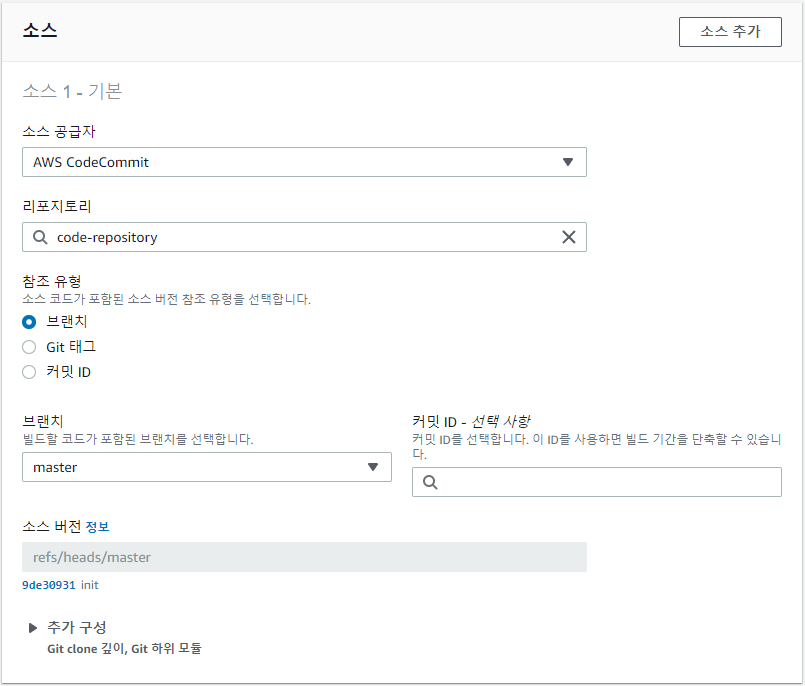 소스
소스 추가
소스 1 - 기본
소스 공급자
AWS CodeCommit
리포지토리
code-repository
참조 유형
소스 코드가 포함된 소스 버전 참조 유형을 선택합니다.
브랜치
Git 태그
커밋 ID
브랜치
빌드할 코드가 포함된 브랜치를 선택합니다.
master
커밋 ID - 선택 사항
커밋 ID를 선택합니다. 이 ID를 사용하면 빌드 기간을 단축할 수 있습니
다.
소스 버전 정보
refs/heads/master
9de30931 init
추가 구성
Git clone 깊이, Git 하위 모듈